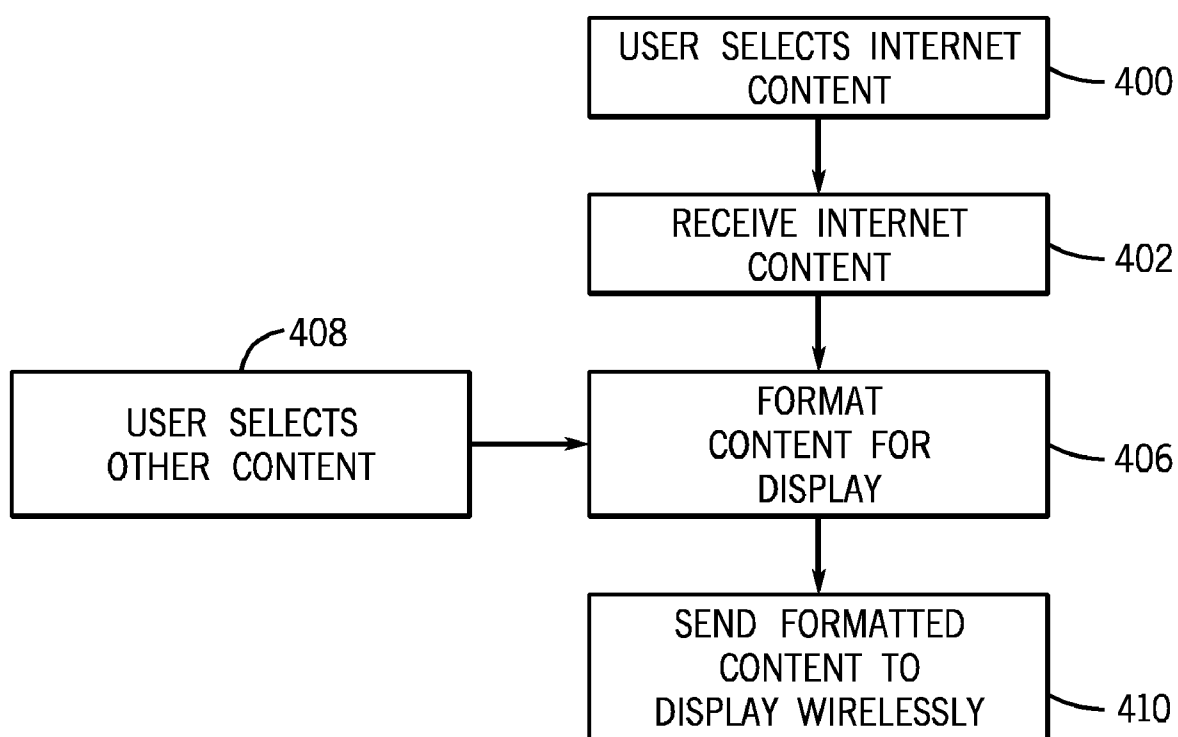 USER SELECTS INTERNET
CONTENT
400
RECEIVE INTERNET
CONTENT
402
408
USER SELECTS
OTHER CONTENT
FORMAT
CONTENT FOR
DISPLAY
406
SEND FORMATTED
CONTENT TO
DISPLAY WIRELESSLY
410